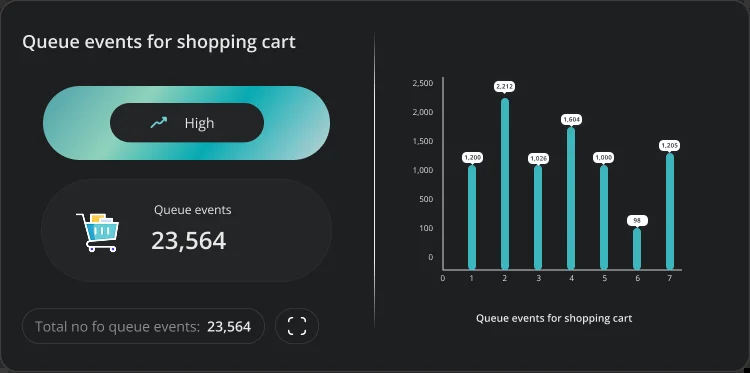 Queue events for shopping cart
High
Queue events
23,564
Total no fo queue events: 23,564
2,500
2,000
1,500
1,000
500
100
0
1,200
2,212
1,026
1,604
1,000
98
1,205
0 1 2 3 4 5 6 7
Queue events for shopping cart